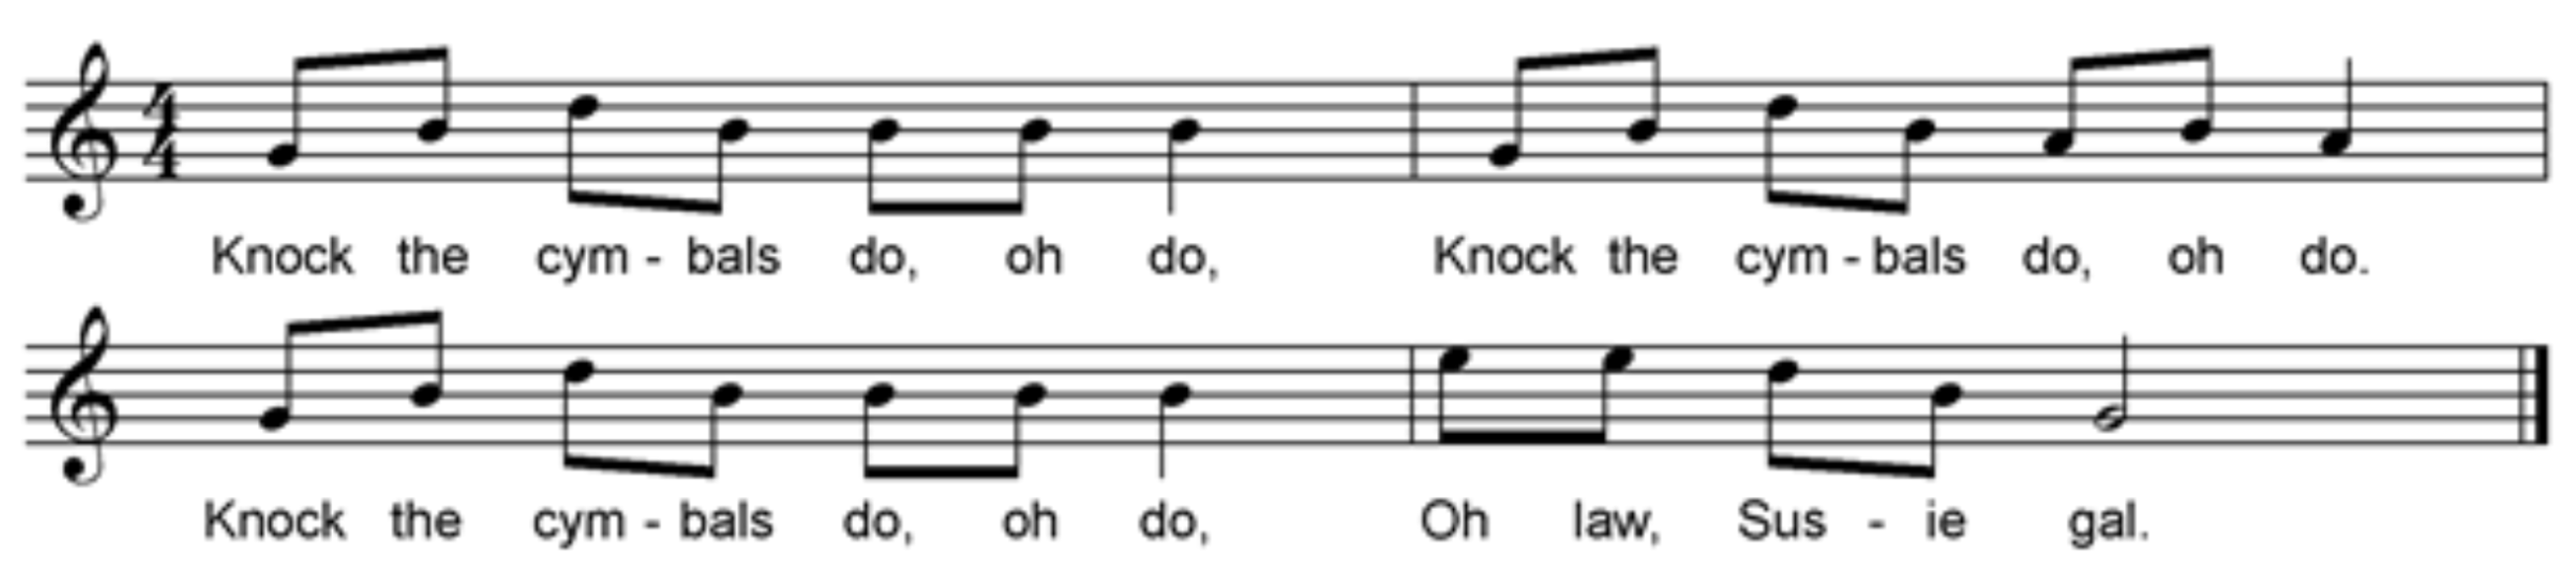 4/4
Knock the cym - bals do, oh do, Knock the cym - bals do, oh do.
Knock the cym - bals do, oh do, Oh law, Sus - ie gal.